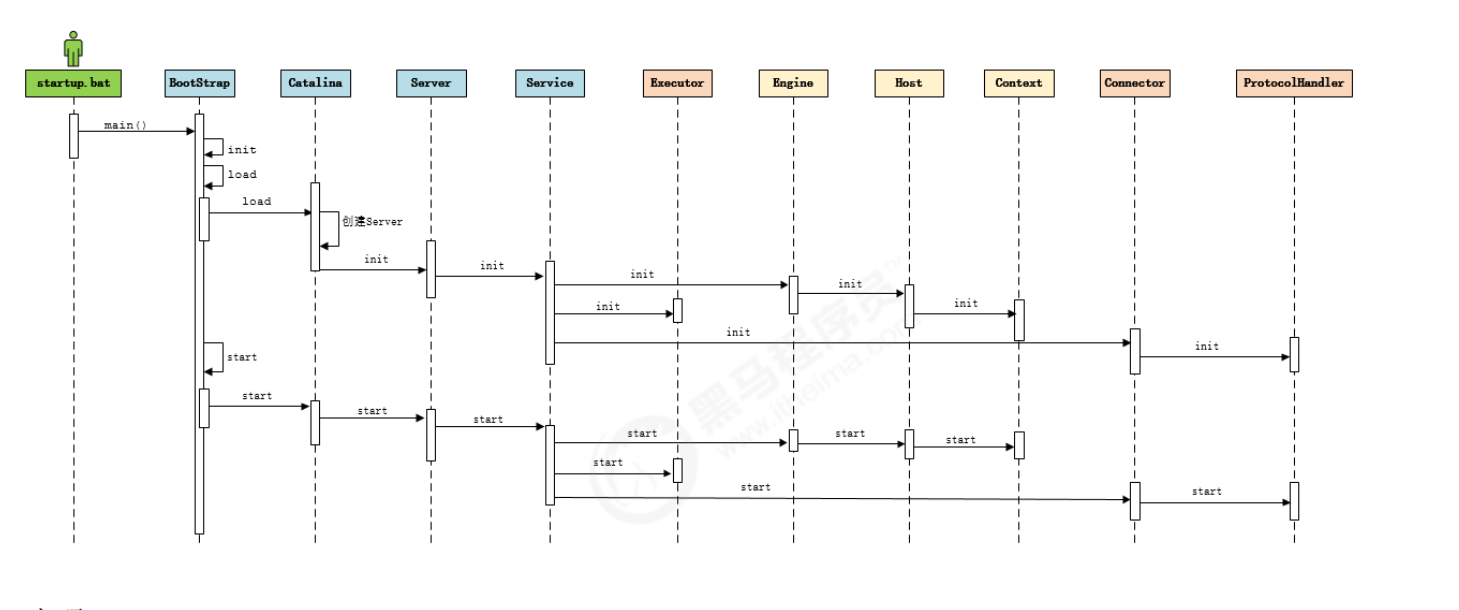 startup.bat BootStrap Catalina Server Service Executor Engine Host Context Connector ProtocolHandler
main()
init
load
load
创建Server
init
init
init
init
init
init
init
init
start
start
start
start
start
start
start
start
start
start
黑马程序员
www.itheima.com